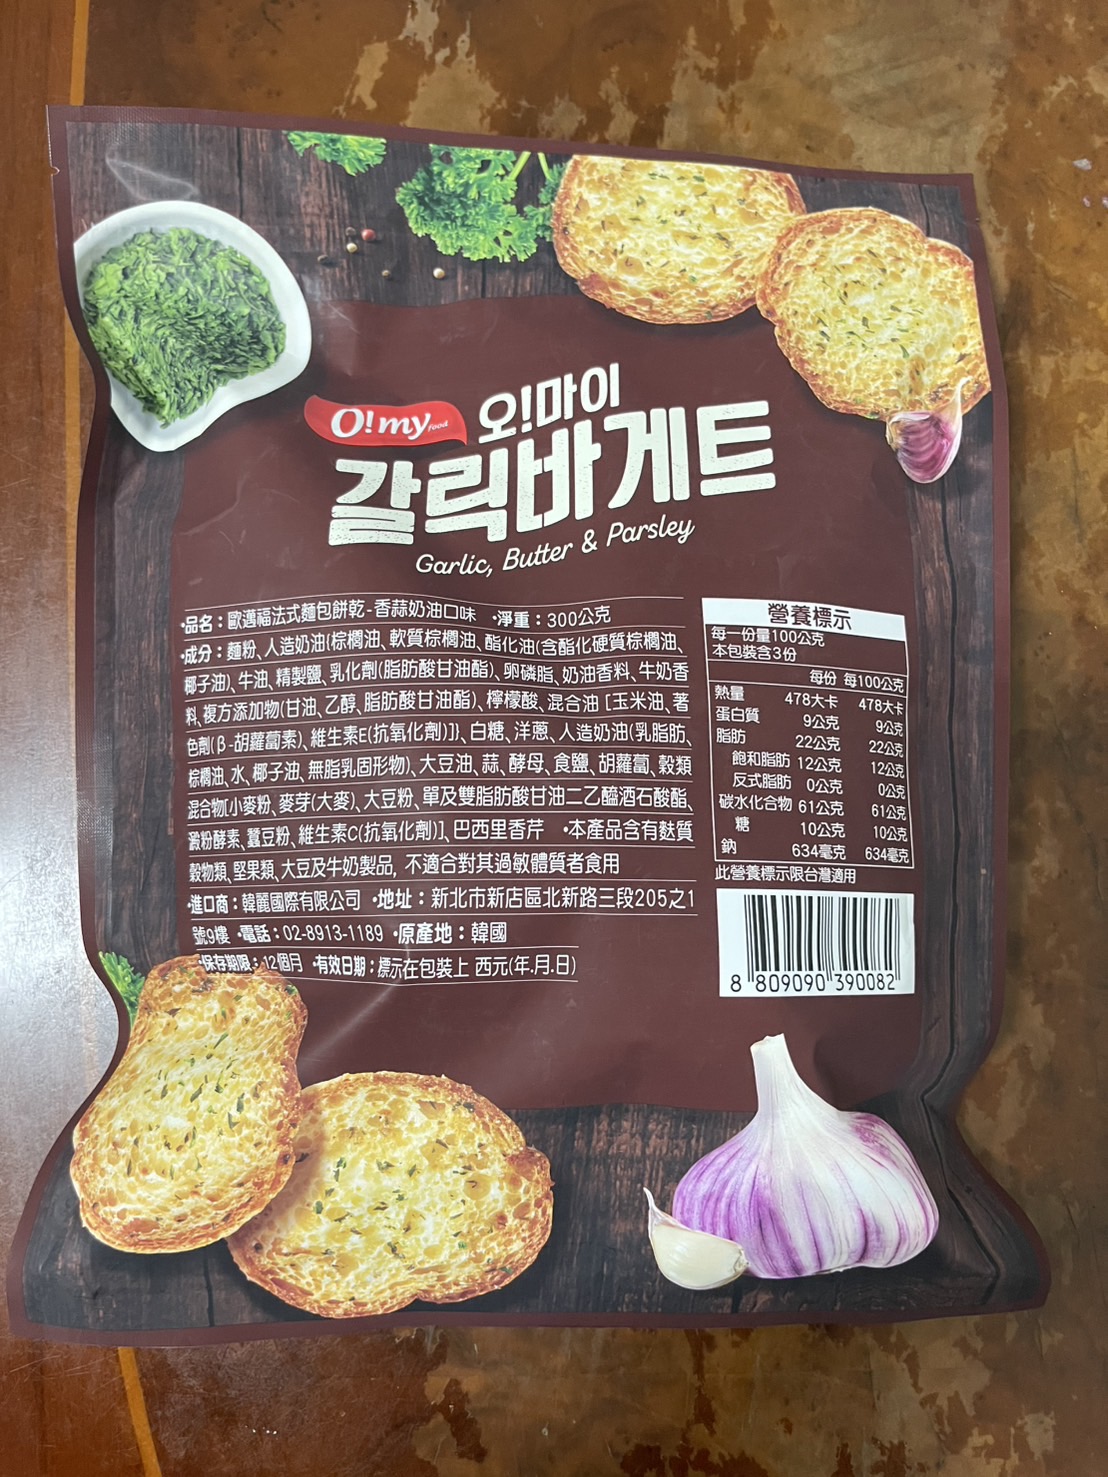 O!my food
오!마이
갈릭바게트
Garlic, Butter & Parsley
•品名：歐邁福法式麵包餅乾-香蒜奶油口味 •淨重：300公克
•成分：麵粉、人造奶油{棕櫚油、軟質棕櫚油、酯化油(含酯化硬質棕櫚油、
椰子油)、牛油、精製鹽、乳化劑(脂肪酸甘油酯)、卵磷脂、奶油香料、牛奶香
料、複方添加物(甘油、乙醇、脂肪酸甘油酯)、檸檬酸、混合油［玉米油、著
色劑(β-胡蘿蔔素)、維生素E(抗氧化劑)]}、白糖、洋蔥、人造奶油(乳脂肪、
棕櫚油、水、椰子油、無脂乳固形物)、大豆油、蒜、酵母、食鹽、胡蘿蔔、穀類
混合物[小麥粉、麥芽(大麥)、大豆粉、單及雙脂肪酸甘油二乙醯酒石酸酯、
澱粉酵素、蠶豆粉、維生素C(抗氧化劑)]、巴西里香芹 •本產品含有麩質
穀物類、堅果類、大豆及牛奶製品, 不適合對其過敏體質者食用
•進口商：韓麗國際有限公司 •地址：新北市新店區北新路三段205之1
號9樓 •電話：02-8913-1189 •原產地：韓國
•保存期限：12個月 •有效日期：標示在包裝上 西元(年.月.日)
營養標示
每一份量100公克
本包裝含3份
每份 每100公克
熱量 478大卡 478大卡
蛋白質 9公克 9公克
脂肪 22公克 22公克
飽和脂肪 12公克 12公克
反式脂肪 0公克 0公克
碳水化合物 61公克 61公克
糖 10公克 10公克
鈉 634毫克 634毫克
此營養標示限台灣適用
8 809090 390082